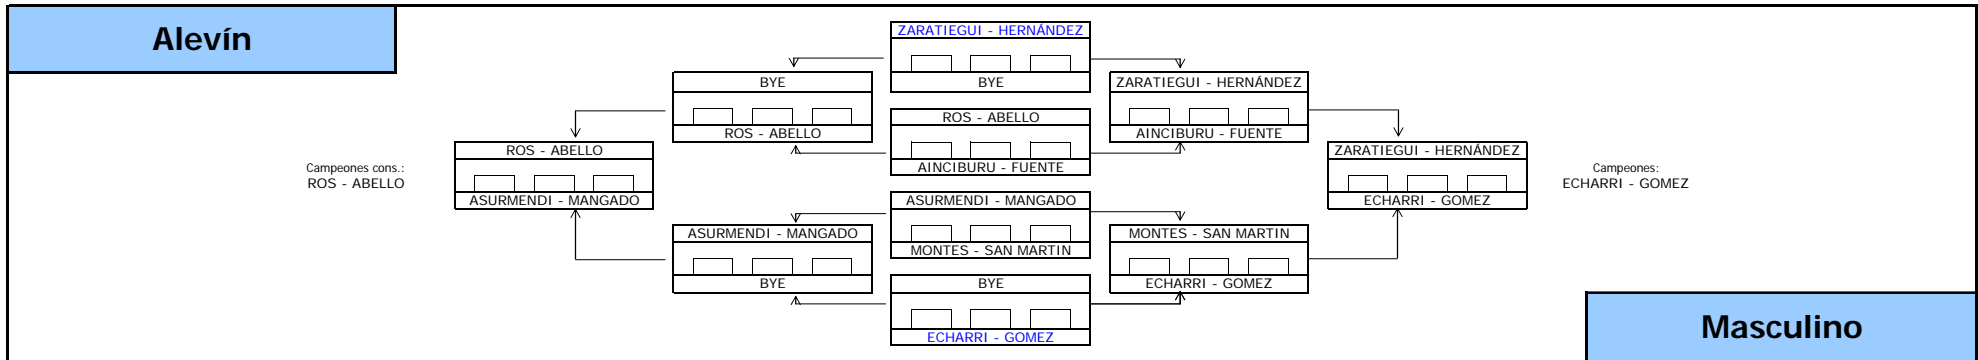 Alevín
ZARATIEGUI - HERNÁNDEZ
BYE
ROS - ABELLO
AINCIBURU - FUENTE
ASURMENDI - MANGADO
MONTES - SAN MARTIN
BYE
ECHARRI - GOMEZ
BYE
ROS - ABELLO
ASURMENDI - MANGADO
BYE
ROS - ABELLO
ASURMENDI - MANGADO
Campeones cons.:
ROS - ABELLO
ZARATIEGUI - HERNÁNDEZ
AINCIBURU - FUENTE
MONTES - SAN MARTIN
ECHARRI - GOMEZ
ZARATIEGUI - HERNÁNDEZ
ECHARRI - GOMEZ
Campeones:
ECHARRI - GOMEZ
Masculino